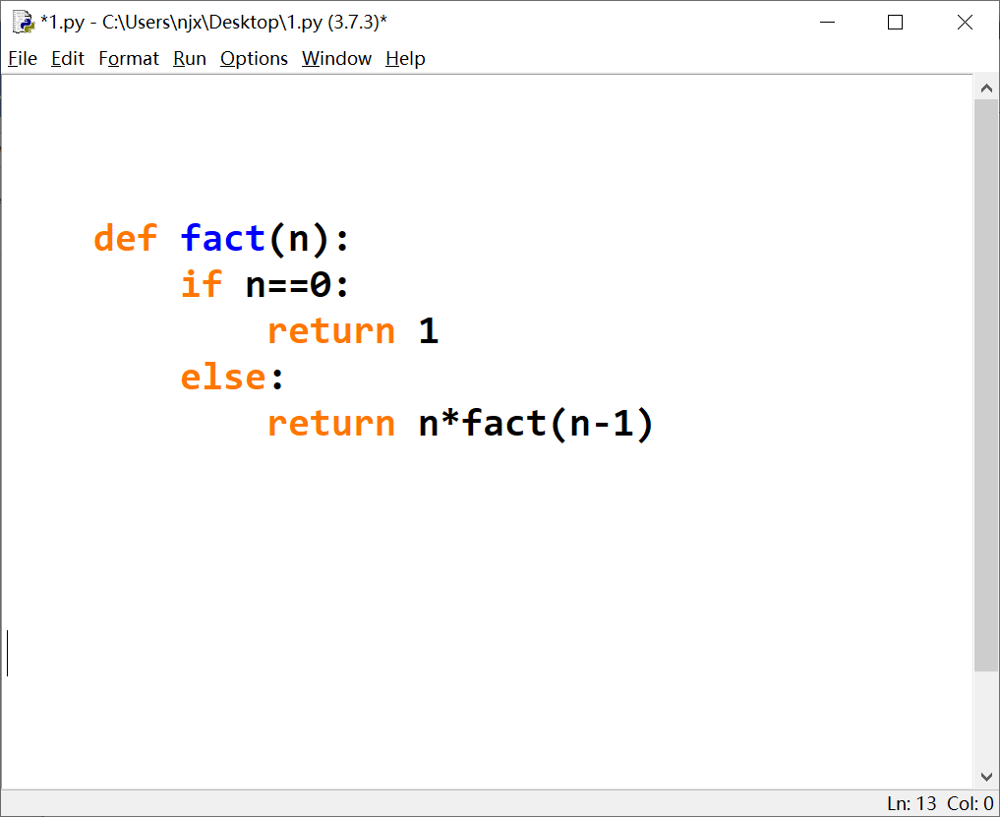 *1.py - C:\Users\njx\Desktop\1.py (3.7.3)*
File Edit Format Run Options Window Help
def fact(n):
    if n==0:
        return 1
    else:
        return n*fact(n-1)
Ln: 13 Col: 0